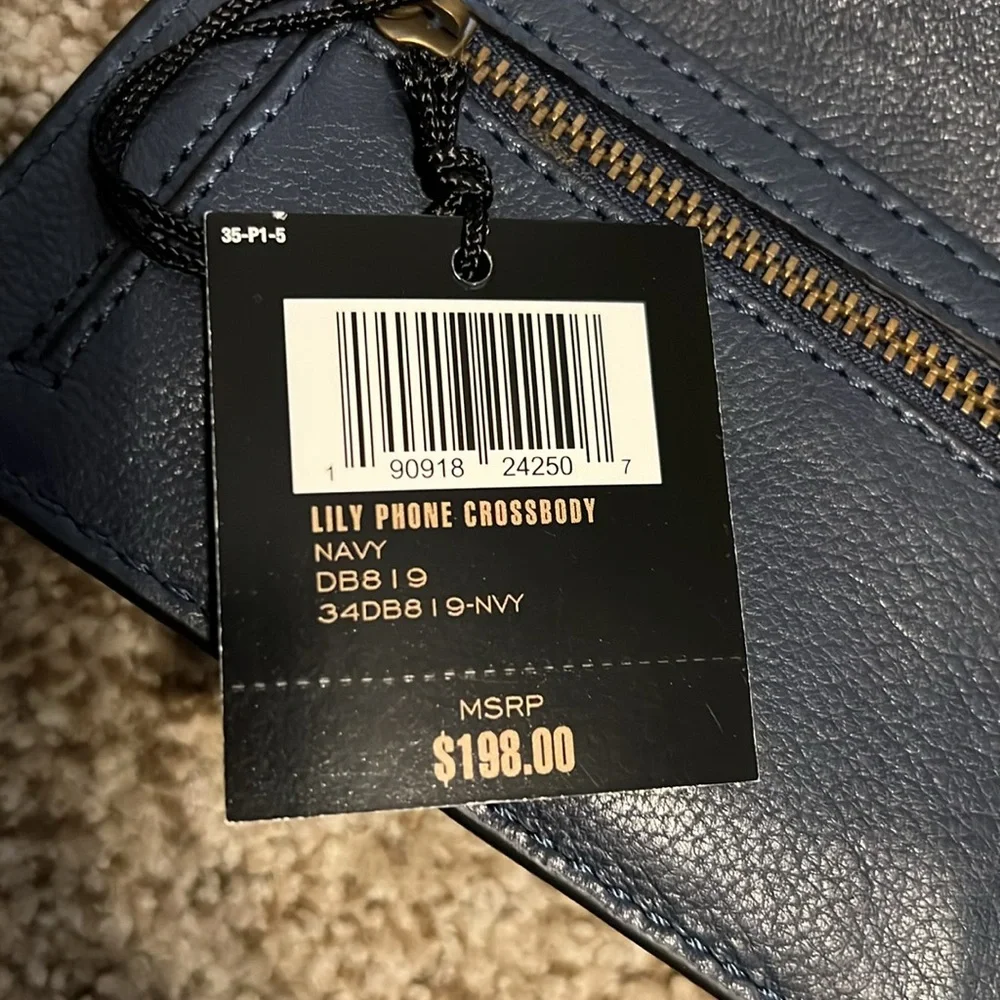 35-P1-5
1 90918 24250 7
LILY PHONE CROSSBODY
NAVY
DB819
34DB819-NVY
MSRP
$198.00